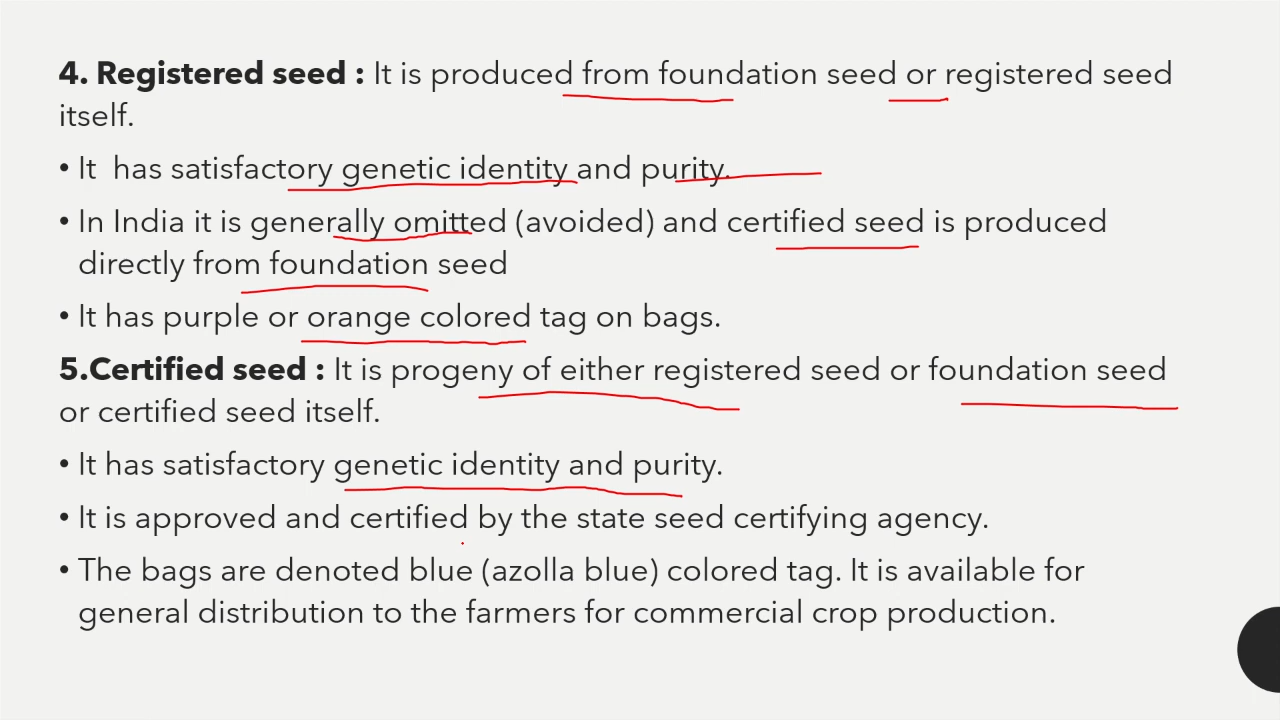 4. Registered seed : It is produced from foundation seed or registered seed
itself.
• It has satisfactory genetic identity and purity.
• In India it is generally omitted (avoided) and certified seed is produced
directly from foundation seed
• It has purple or orange colored tag on bags.
5.Certified seed : It is progeny of either registered seed or foundation seed
or certified seed itself.
• It has satisfactory genetic identity and purity.
• It is approved and certified by the state seed certifying agency.
• The bags are denoted blue (azolla blue) colored tag. It is available for
general distribution to the farmers for commercial crop production.